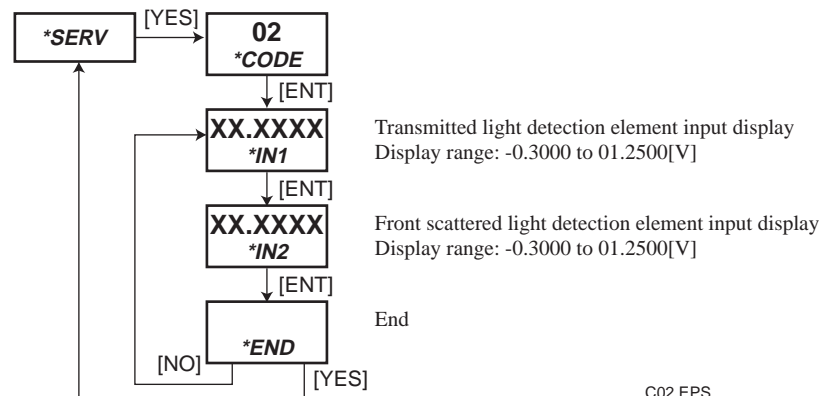 [YES]
*SERV
02
*CODE
[ENT]
XX.XXXX
*IN1
Transmitted light detection element input display
Display range: -0.3000 to 01.2500[V]
[ENT]
XX.XXXX
*IN2
Front scattered light detection element input display
Display range: -0.3000 to 01.2500[V]
[ENT]
*END
End
[NO]
[YES]
C02.EPS